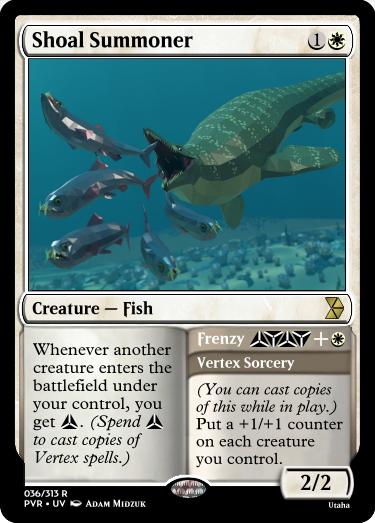 Shoal Summoner 1
Creature — Fish
Whenever another
creature enters the
battlefield under
your control, you
get . (Spend
to cast copies of
Vertex spells.)
Frenzy +
Vertex Sorcery
(You can cast copies
of this while in play.)
Put a +1/+1 counter
on each creature
you control.
2/2
036/313 R
PVR • UV Adam Midzuk
Utaha